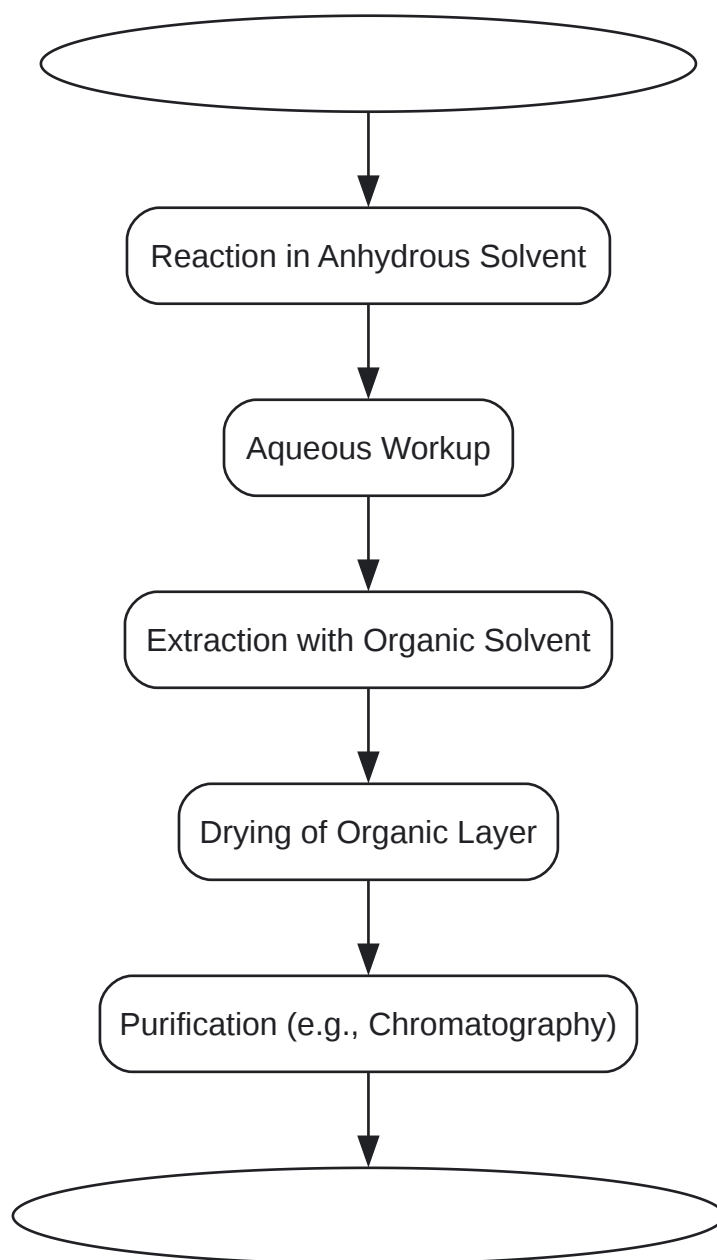 Reaction in Anhydrous Solvent
Aqueous Workup
Extraction with Organic Solvent
Drying of Organic Layer
Purification (e.g., Chromatography)